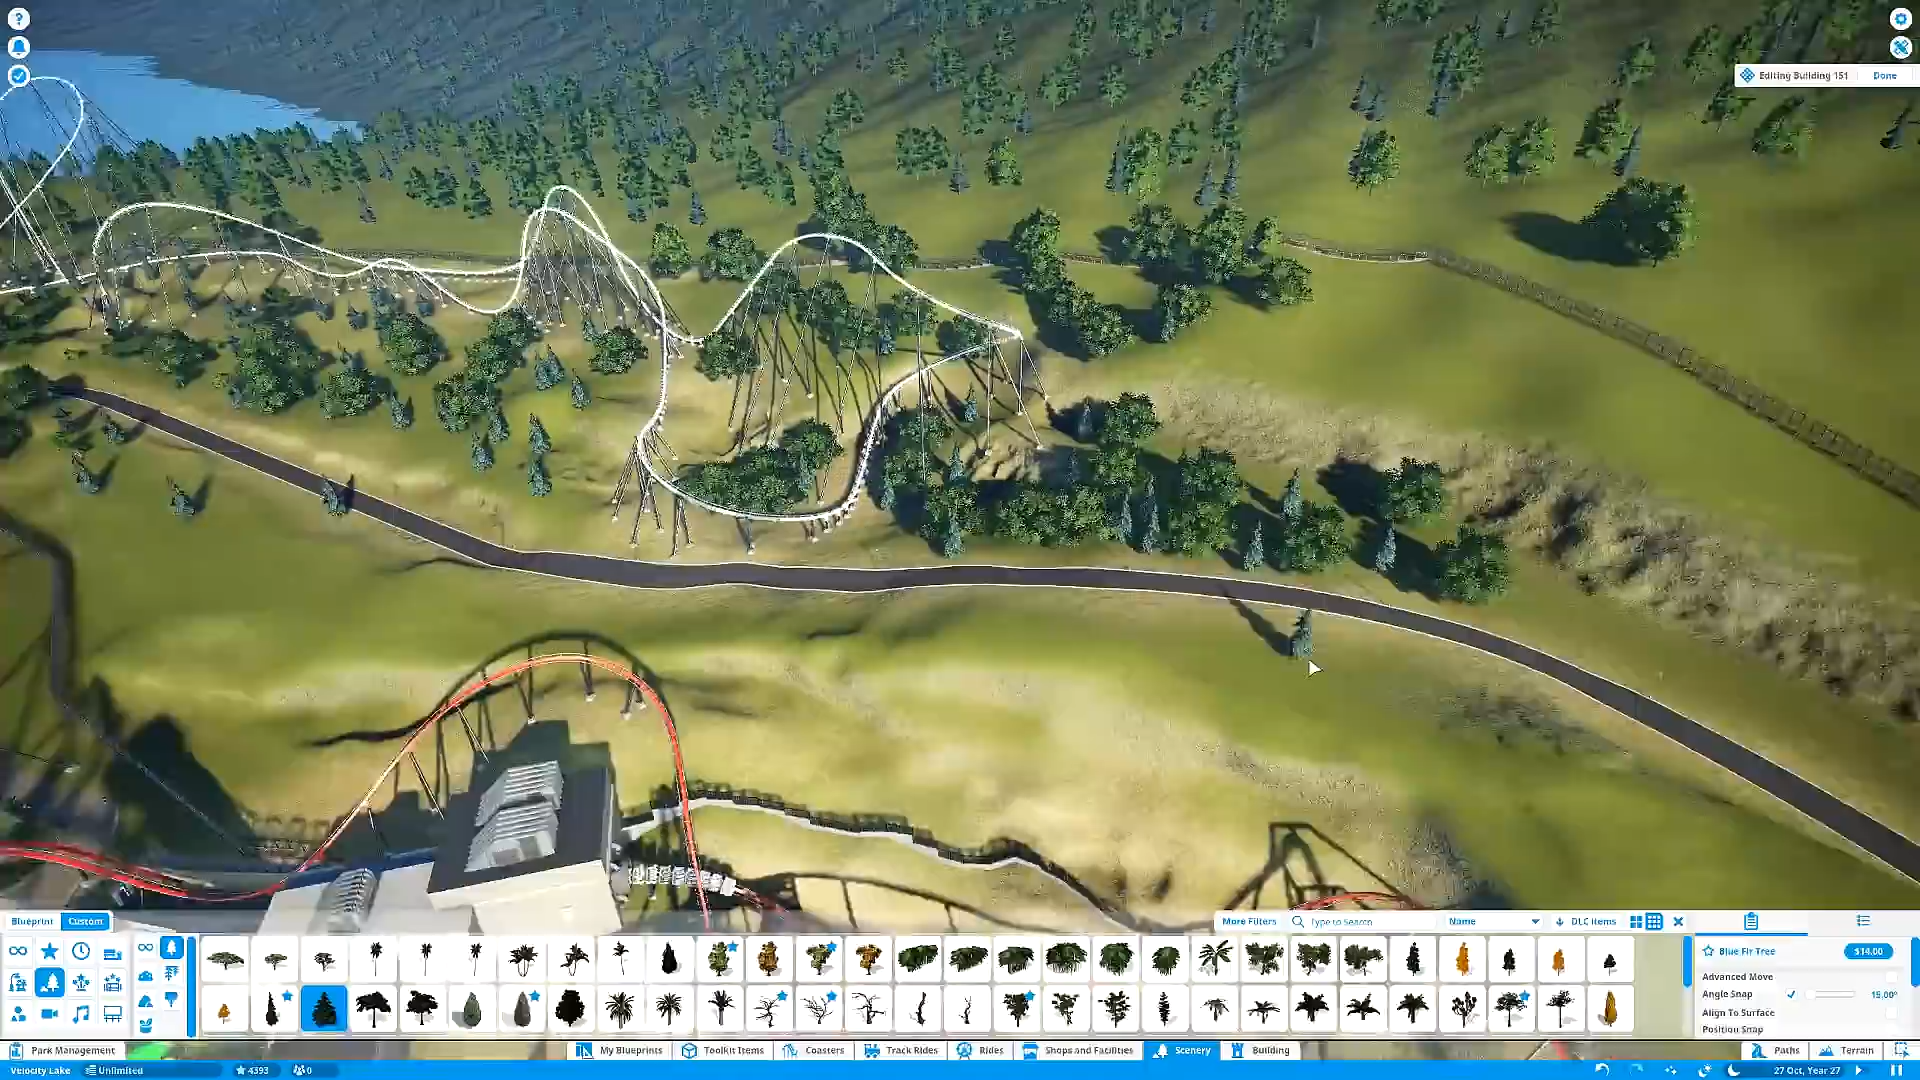 ?
Editing Building 151 Done
Blueprint Custom
More Filters Type to Search Name DLC Items
Blue Fir Tree $14.00
Advanced Move
Angle Snap 15.00°
Align To Surface
Position Snap
Park Management My Blueprints Toolkit Items Coasters Track Rides Rides Shops and Facilities Scenery Building Paths Terrain
Velocity Lake Unlimited 4393 0 27 Oct, Year 27